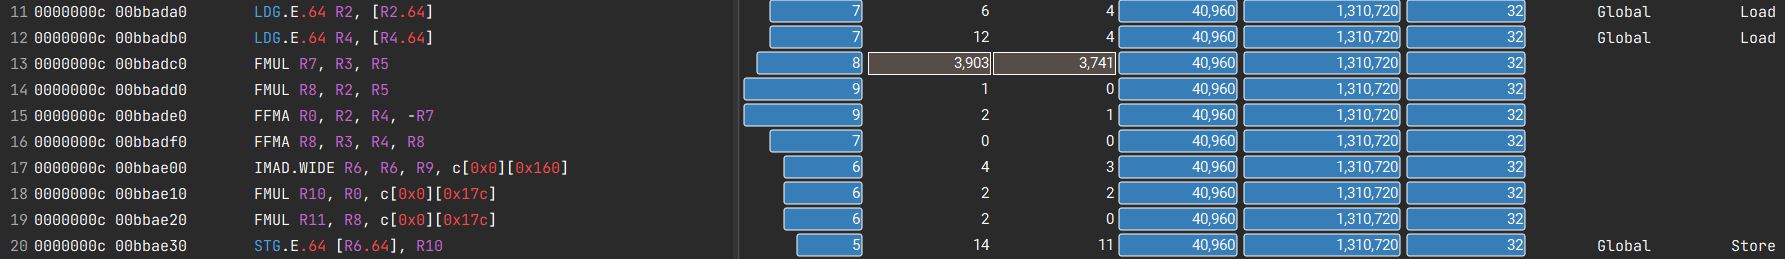 11 0000000c 00bbada0 LDG.E.64 R2, [R2.64] 7 6 4 40,960 1,310,720 32 Global Load
12 0000000c 00bbadb0 LDG.E.64 R4, [R4.64] 7 12 4 40,960 1,310,720 32 Global Load
13 0000000c 00bbadc0 FMUL R7, R3, R5 8 3,903 3,741 40,960 1,310,720 32
14 0000000c 00bbadd0 FMUL R8, R2, R5 9 1 0 40,960 1,310,720 32
15 0000000c 00bbade0 FFMA R0, R2, R4, -R7 9 2 1 40,960 1,310,720 32
16 0000000c 00bbadf0 FFMA R8, R3, R4, R8 7 0 0 40,960 1,310,720 32
17 0000000c 00bbae00 IMAD.WIDE R6, R6, R9, c[0x0][0x160] 6 4 3 40,960 1,310,720 32
18 0000000c 00bbae10 FMUL R10, R0, c[0x0][0x17c] 6 2 2 40,960 1,310,720 32
19 0000000c 00bbae20 FMUL R11, R8, c[0x0][0x17c] 6 2 0 40,960 1,310,720 32
20 0000000c 00bbae30 STG.E.64 [R6.64], R10 5 14 11 40,960 1,310,720 32 Global Store